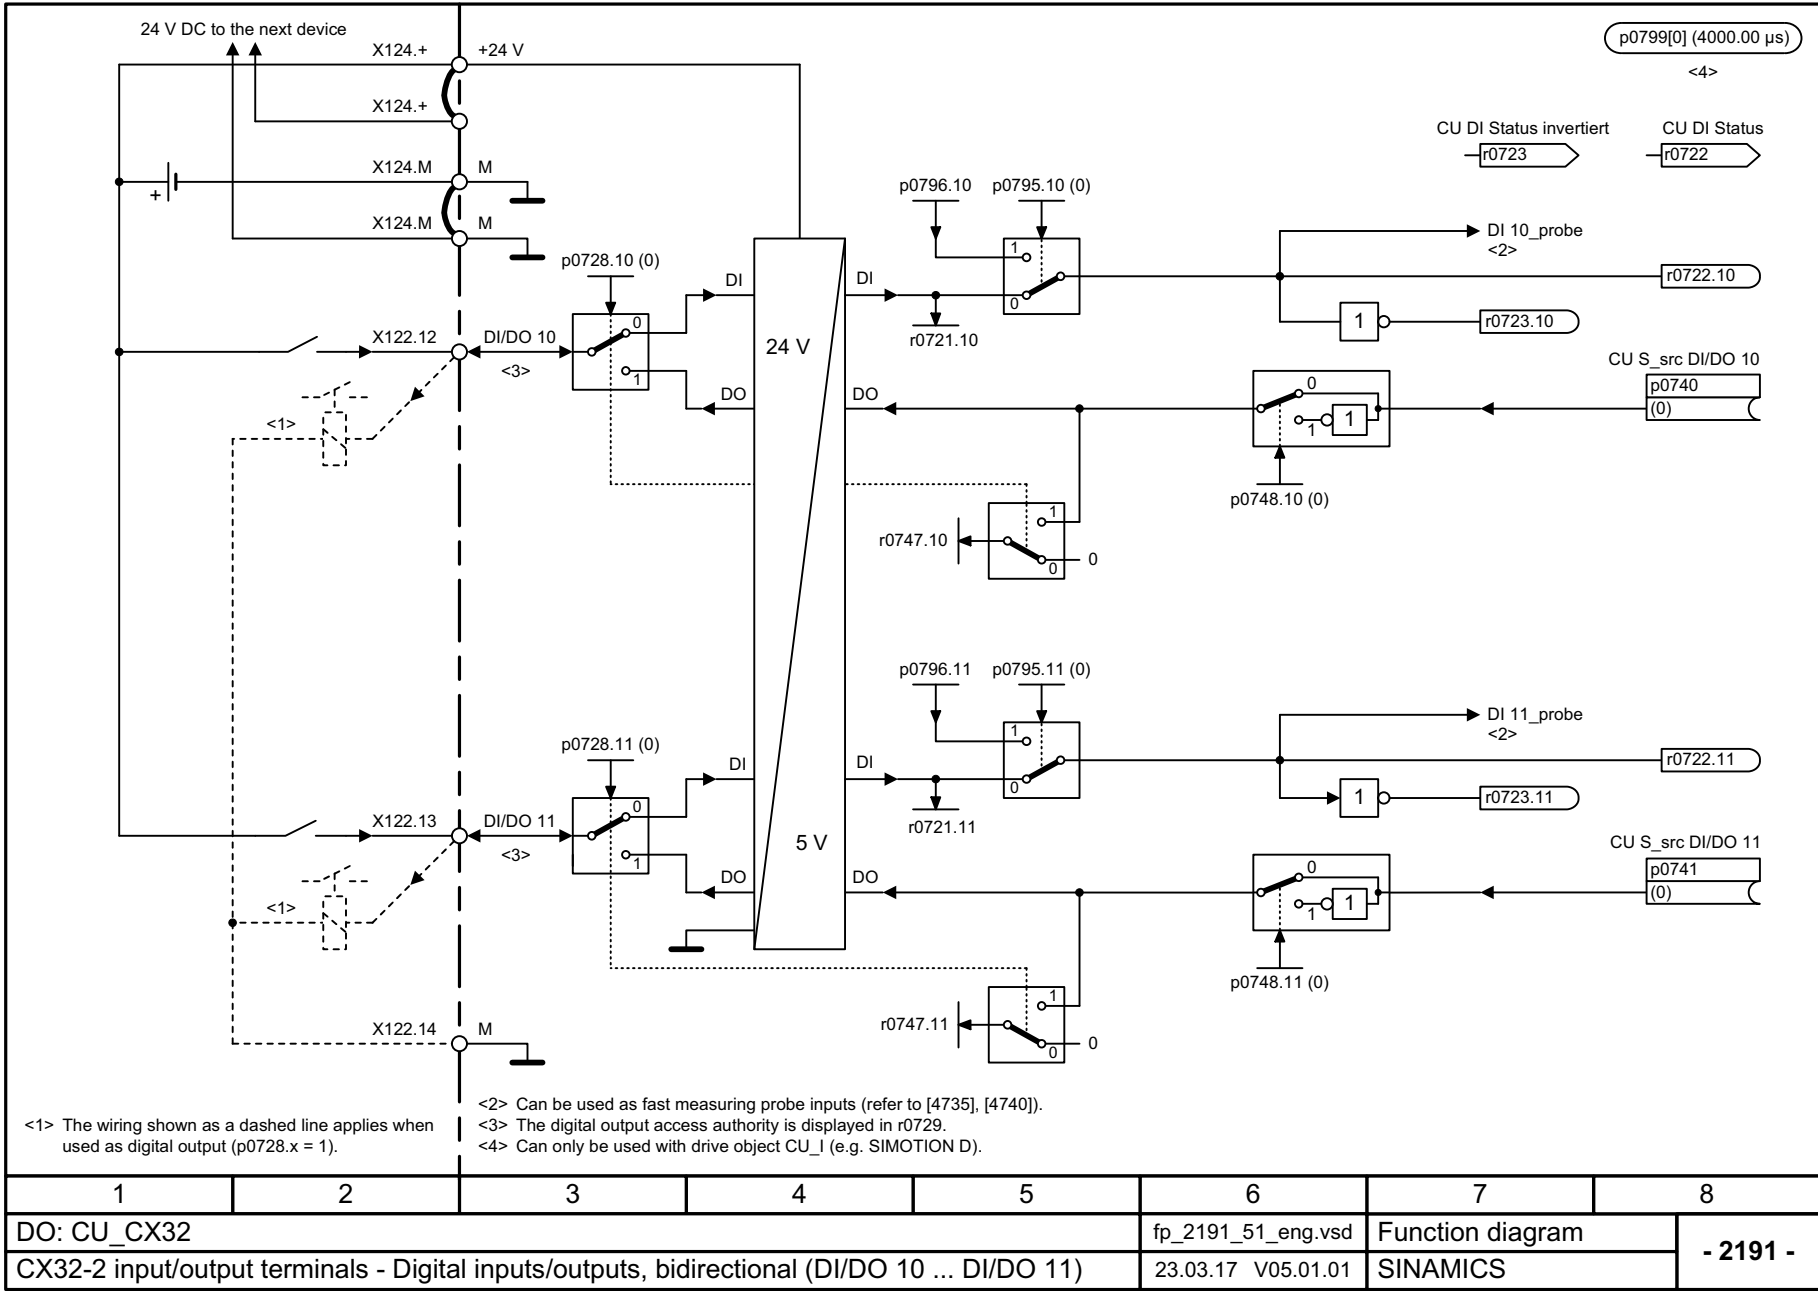 24 V DC to the next device
X124.+
+24 V
p0799[0] (4000.00 µs)
<4>
X124.+
CU DI Status invertiert
CU DI Status
r0723
r0722
X124.M
M
+
p0796.10
p0795.10 (0)
X124.M
M
p0728.10 (0)
DI
DI
1
0
DI 10_probe
<2>
r0722.10
r0721.10
1
r0723.10
X122.12
DI/DO 10
<3>
0
1
24 V
CU S_src DI/DO 10
p0740
(0)
DO
DO
0
1
1
<1>
p0748.10 (0)
r0747.10
1
0
0
p0796.11
p0795.11 (0)
DI 11_probe
<2>
p0728.11 (0)
DI
DI
1
0
r0722.11
r0721.11
1
r0723.11
X122.13
DI/DO 11
<3>
0
1
5 V
CU S_src DI/DO 11
p0741
(0)
DO
DO
0
1
1
<1>
p0748.11 (0)
r0747.11
1
0
0
X122.14
M
<1> The wiring shown as a dashed line applies when
used as digital output (p0728.x = 1).
<2> Can be used as fast measuring probe inputs (refer to [4735], [4740]).
<3> The digital output access authority is displayed in r0729.
<4> Can only be used with drive object CU_I (e.g. SIMOTION D).
1 2 3 4 5 6 7 8
DO: CU_CX32
fp_2191_51_eng.vsd
Function diagram
- 2191 -
CX32-2 input/output terminals - Digital inputs/outputs, bidirectional (DI/DO 10 ... DI/DO 11)
23.03.17 V05.01.01
SINAMICS